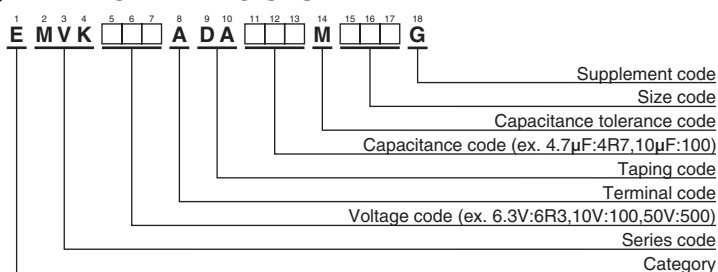 1 2 3 4 5 6 7 8 9 10 11 12 13 14 15 16 17 18
E M V K □□□ A D A □□□ M □□□ G
Supplement code
Size code
Capacitance tolerance code
Capacitance code (ex. 4.7µF:4R7,10µF:100)
Taping code
Terminal code
Voltage code (ex. 6.3V:6R3,10V:100,50V:500)
Series code
Category